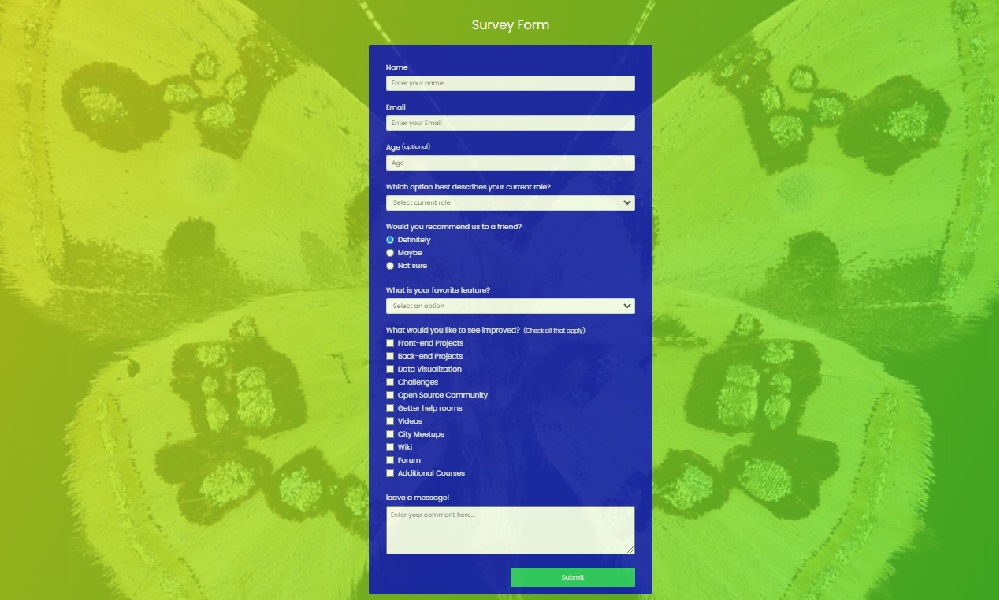 Survey Form
Name
Enter your name
Email
Enter your Email
Age (optional)
Age
Which option best describes your current role?
Select current role
Would you recommend us to a friend?
Definitely
Maybe
Not sure
What is your favorite feature?
Select an option
What would you like to see improved? (Check all that apply)
Front-end Projects
Back-end Projects
Data Visualization
Challenges
Open Source Community
Getter help rooms
Videos
City Meetups
Wiki
Forum
Additional Courses
leave a message!
Enter your comment here...
Submit